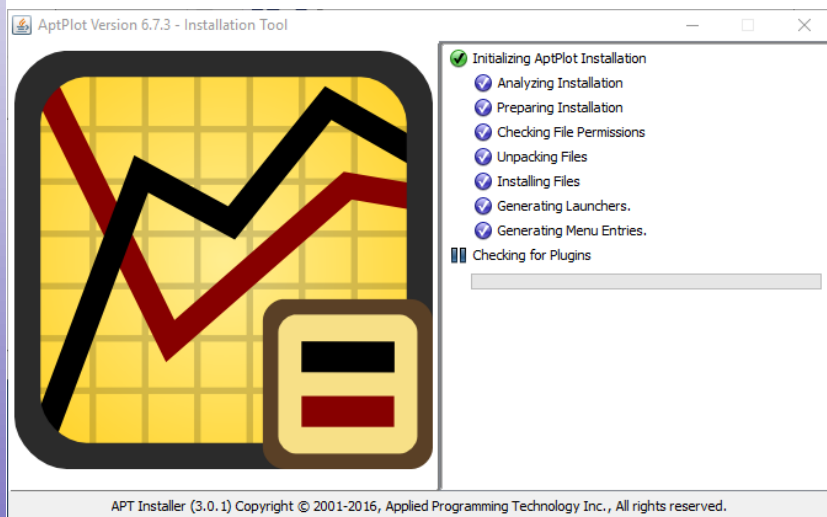 AptPlot Version 6.7.3 - Installation Tool
Initializing AptPlot Installation
Analyzing Installation
Preparing Installation
Checking File Permissions
Unpacking Files
Installing Files
Generating Launchers.
Generating Menu Entries.
Checking for Plugins
APT Installer (3.0.1) Copyright © 2001-2016, Applied Programming Technology Inc., All rights reserved.